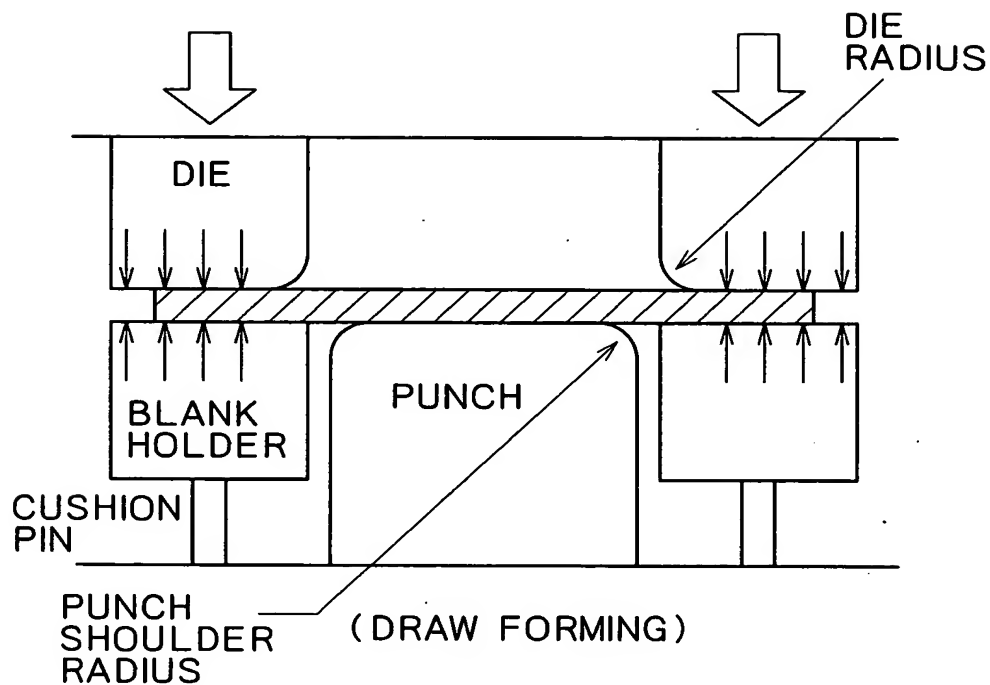 DIE
RADIUS
DIE
PUNCH
BLANK
HOLDER
CUSHION
PIN
PUNCH
SHOULDER
RADIUS
(DRAW FORMING)